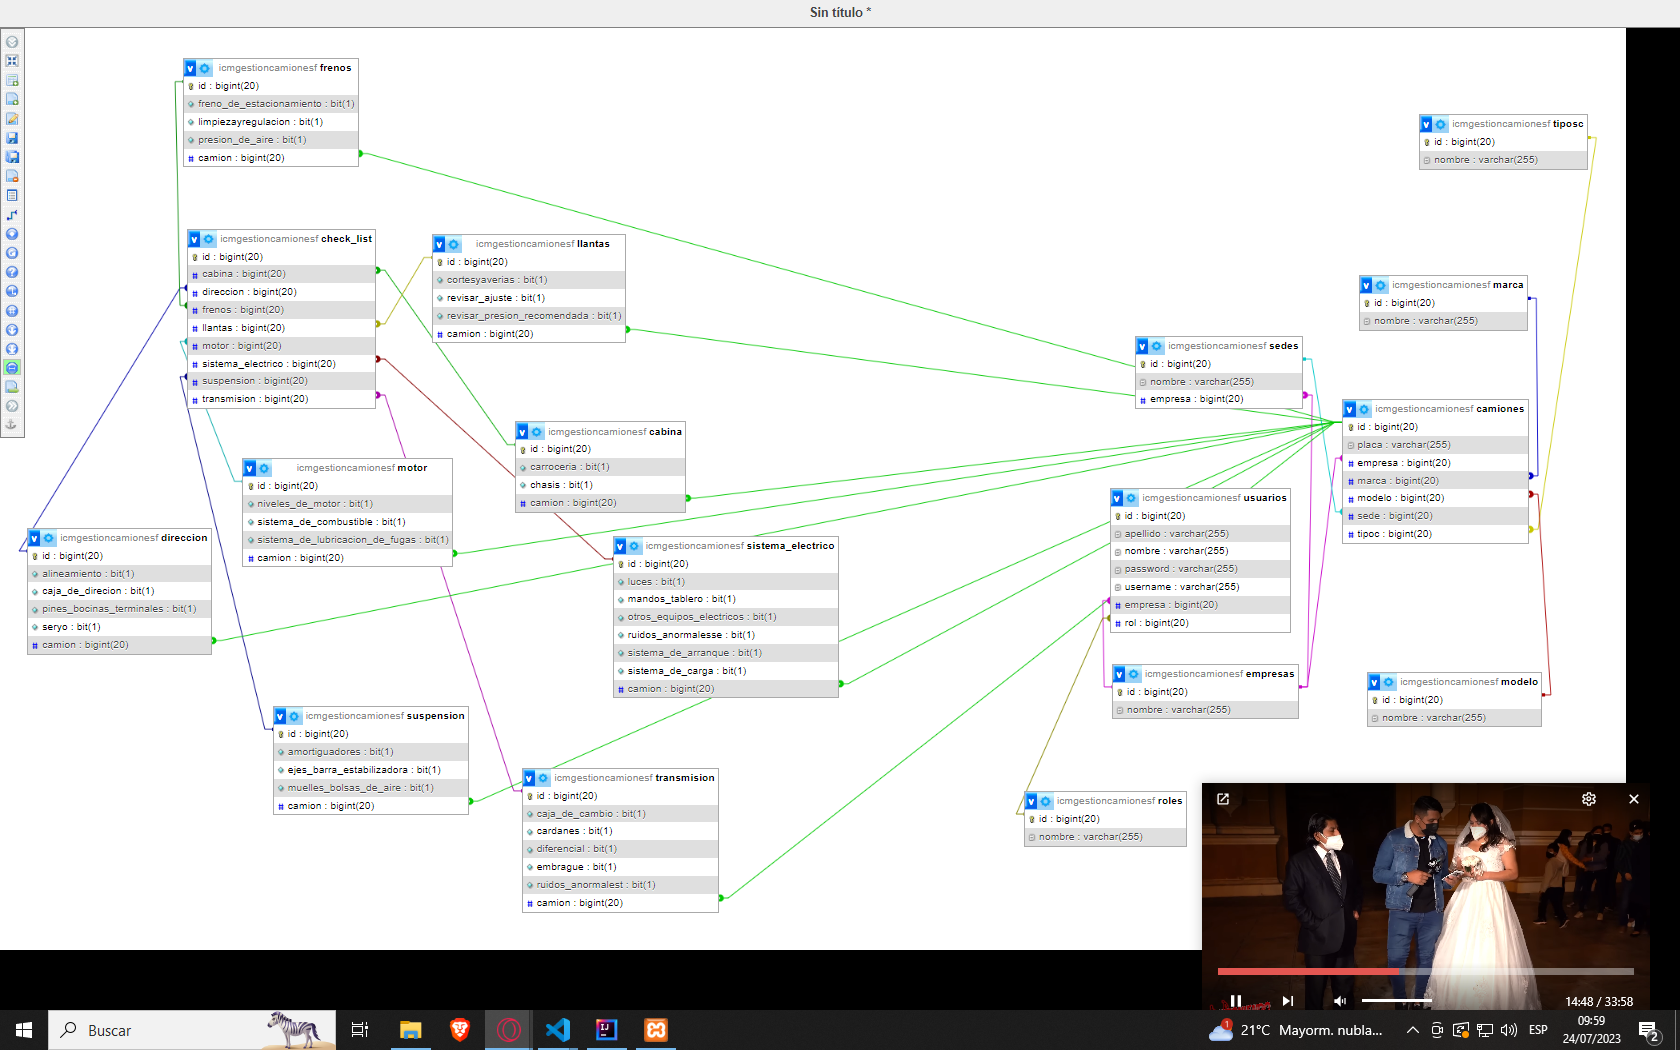 Sin título *
icmgestioncamionesf frenos
id : bigint(20)
freno_de_estacionamiento : bit(1)
limpiezayregulacion : bit(1)
presion_de_aire : bit(1)
camion : bigint(20)
icmgestioncamionesf tiposc
id : bigint(20)
nombre : varchar(255)
icmgestioncamionesf check_list
id : bigint(20)
cabina : bigint(20)
direccion : bigint(20)
frenos : bigint(20)
llantas : bigint(20)
motor : bigint(20)
sistema_electrico : bigint(20)
suspension : bigint(20)
transmision : bigint(20)
icmgestioncamionesf llantas
id : bigint(20)
cortesyaverias : bit(1)
revisar_ajuste : bit(1)
revisar_presion_recomendada : bit(1)
camion : bigint(20)
icmgestioncamionesf marca
id : bigint(20)
nombre : varchar(255)
icmgestioncamionesf sedes
id : bigint(20)
nombre : varchar(255)
empresa : bigint(20)
icmgestioncamionesf camiones
id : bigint(20)
placa : varchar(255)
empresa : bigint(20)
marca : bigint(20)
modelo : bigint(20)
sede : bigint(20)
tipoc : bigint(20)
icmgestioncamionesf cabina
id : bigint(20)
carroceria : bit(1)
chasis : bit(1)
camion : bigint(20)
icmgestioncamionesf motor
id : bigint(20)
niveles_de_motor : bit(1)
sistema_de_combustible : bit(1)
sistema_de_lubricacion_de_fugas : bit(1)
camion : bigint(20)
icmgestioncamionesf usuarios
id : bigint(20)
apellido : varchar(255)
nombre : varchar(255)
password : varchar(255)
username : varchar(255)
empresa : bigint(20)
rol : bigint(20)
icmgestioncamionesf direccion
id : bigint(20)
alineamiento : bit(1)
caja_de_direcion : bit(1)
pines_bocinas_terminales : bit(1)
seryo : bit(1)
camion : bigint(20)
icmgestioncamionesf sistema_electrico
id : bigint(20)
luces : bit(1)
mandos_tablero : bit(1)
otros_equipos_electricos : bit(1)
ruidos_anormalesse : bit(1)
sistema_de_arranque : bit(1)
sistema_de_carga : bit(1)
camion : bigint(20)
icmgestioncamionesf empresas
id : bigint(20)
nombre : varchar(255)
icmgestioncamionesf modelo
id : bigint(20)
nombre : varchar(255)
icmgestioncamionesf suspension
id : bigint(20)
amortiguadores : bit(1)
ejes_barra_estabilizadora : bit(1)
muelles_bolsas_de_aire : bit(1)
camion : bigint(20)
icmgestioncamionesf transmision
id : bigint(20)
caja_de_cambio : bit(1)
cardanes : bit(1)
diferencial : bit(1)
embrague : bit(1)
ruidos_anormalest : bit(1)
camion : bigint(20)
icmgestioncamionesf roles
id : bigint(20)
nombre : varchar(255)
14:48 / 33:58
Buscar
1
21°C Mayorm. nubla...
ESP
09:59
24/07/2023
2